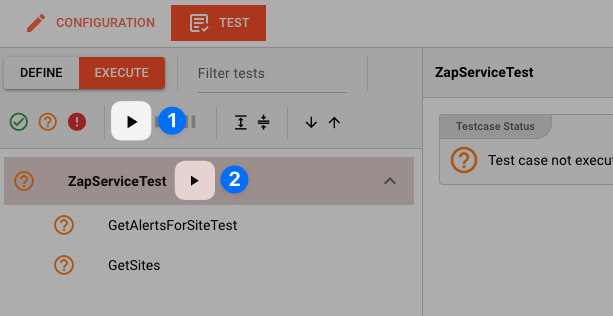 CONFIGURATION
TEST
DEFINE
EXECUTE
Filter tests
1
ZapServiceTest
2
GetAlertsForSiteTest
GetSites
ZapServiceTest
Testcase Status
Test case not execu